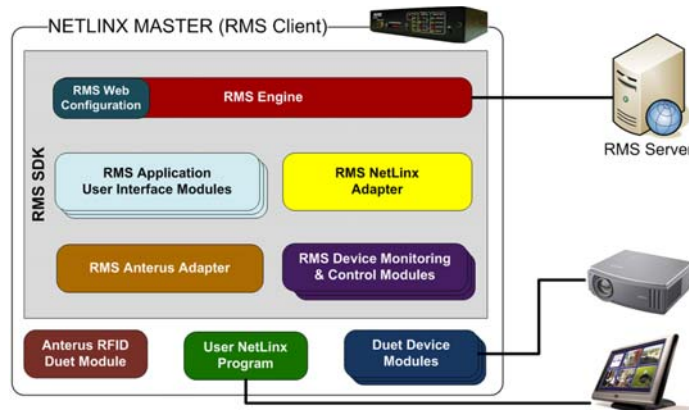 NETLINX MASTER (RMS Client)
RMS Web
Configuration
RMS Engine
RMS Server
RMS SDK
RMS Application
User Interface Modules
RMS NetLinx
Adapter
RMS Anterus Adapter
RMS Device Monitoring
& Control Modules
Anterus RFID
Duet Module
User NetLinx
Program
Duet Device
Modules